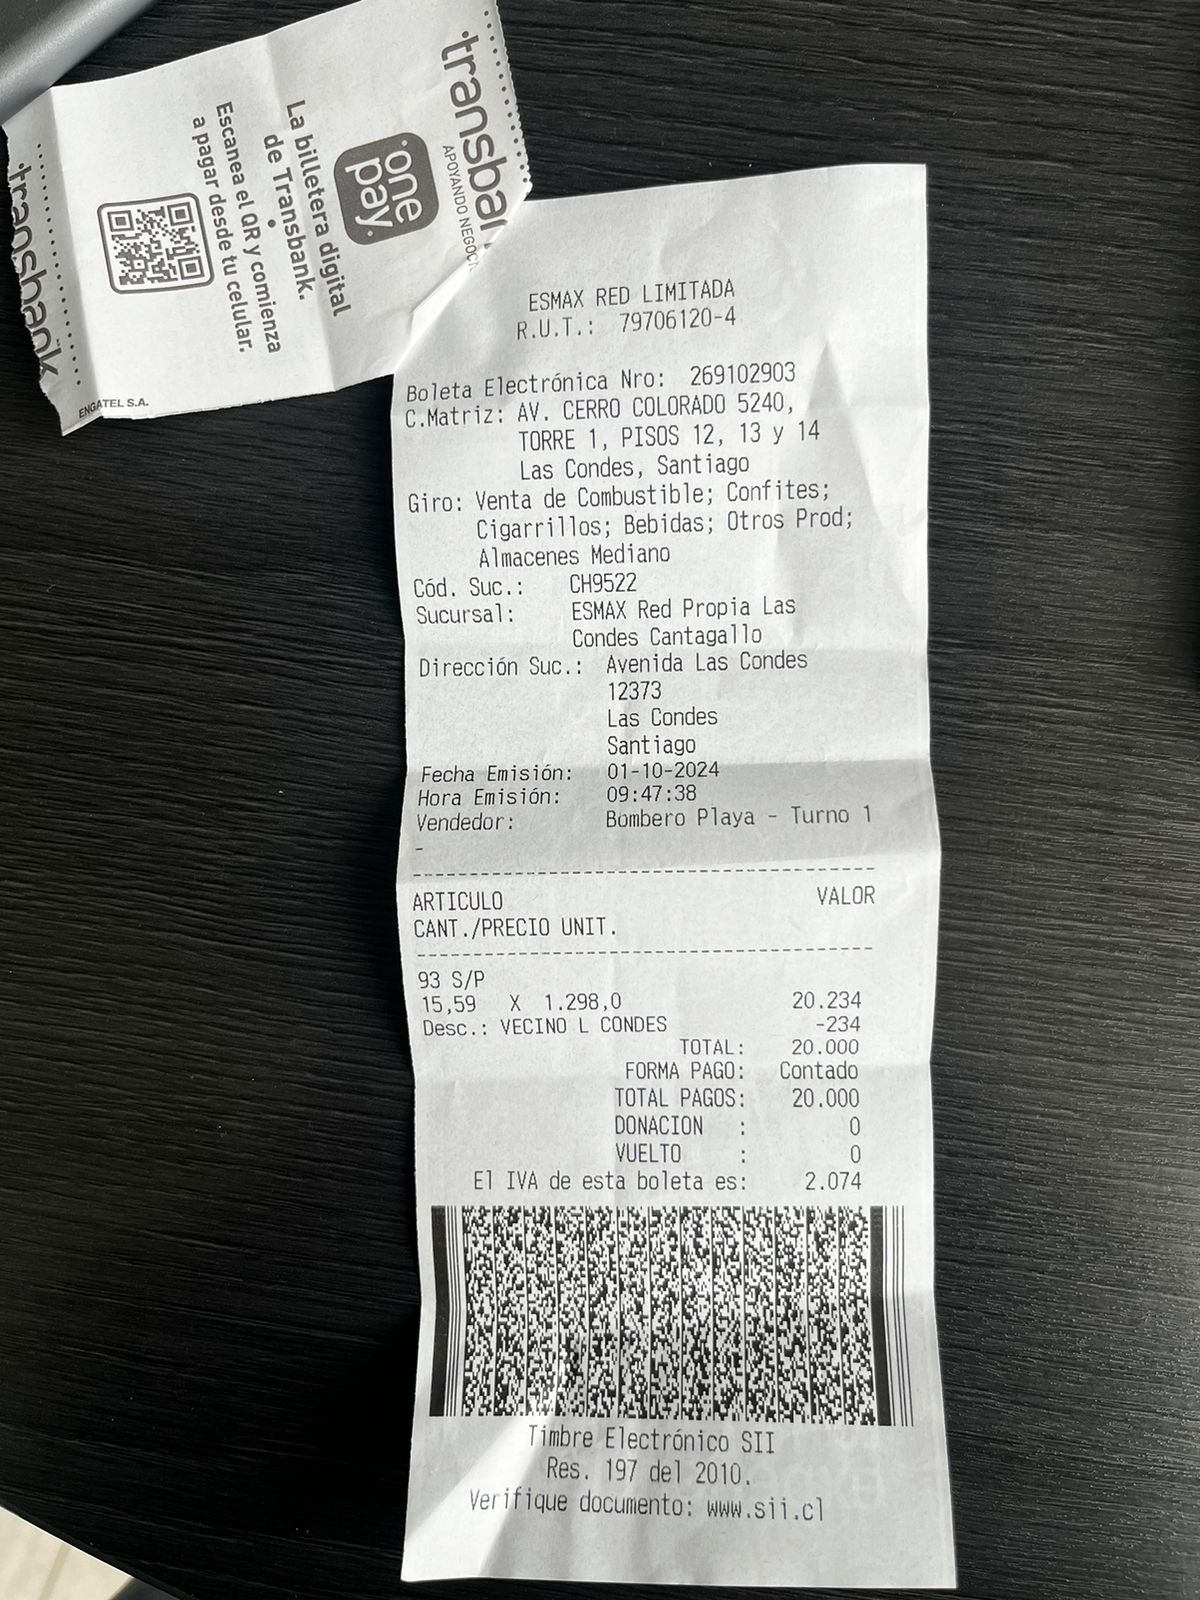 transban
APOYANDO NEGOCI
one
pay.
La billetera digital
de Transbank.
Escanea el QR y comienza
a pagar desde tu celular.
transbank
ENGATEL S.A.
ESMAX RED LIMITADA
R.U.T.: 79706120-4
Boleta Electrónica Nro: 269102903
C.Matriz: AV. CERRO COLORADO 5240,
TORRE 1, PISOS 12, 13 y 14
Las Condes, Santiago
Giro: Venta de Combustible; Confites;
Cigarrillos; Bebidas; Otros Prod;
Almacenes Mediano
Cód. Suc.: CH9522
Sucursal: ESMAX Red Propia Las
Condes Cantagallo
Dirección Suc.: Avenida Las Condes
12373
Las Condes
Santiago
Fecha Emisión: 01-10-2024
Hora Emisión: 09:47:38
Vendedor: Bombero Playa - Turno 1
-
ARTICULO VALOR
CANT./PRECIO UNIT.
93 S/P
15,59 X 1.298,0 20.234
Desc.: VECINO L CONDES -234
TOTAL: 20.000
FORMA PAGO: Contado
TOTAL PAGOS: 20.000
DONACION : 0
VUELTO : 0
El IVA de esta boleta es: 2.074
Timbre Electrónico SII
Res. 197 del 2010.
Verifique documento: www.sii.cl